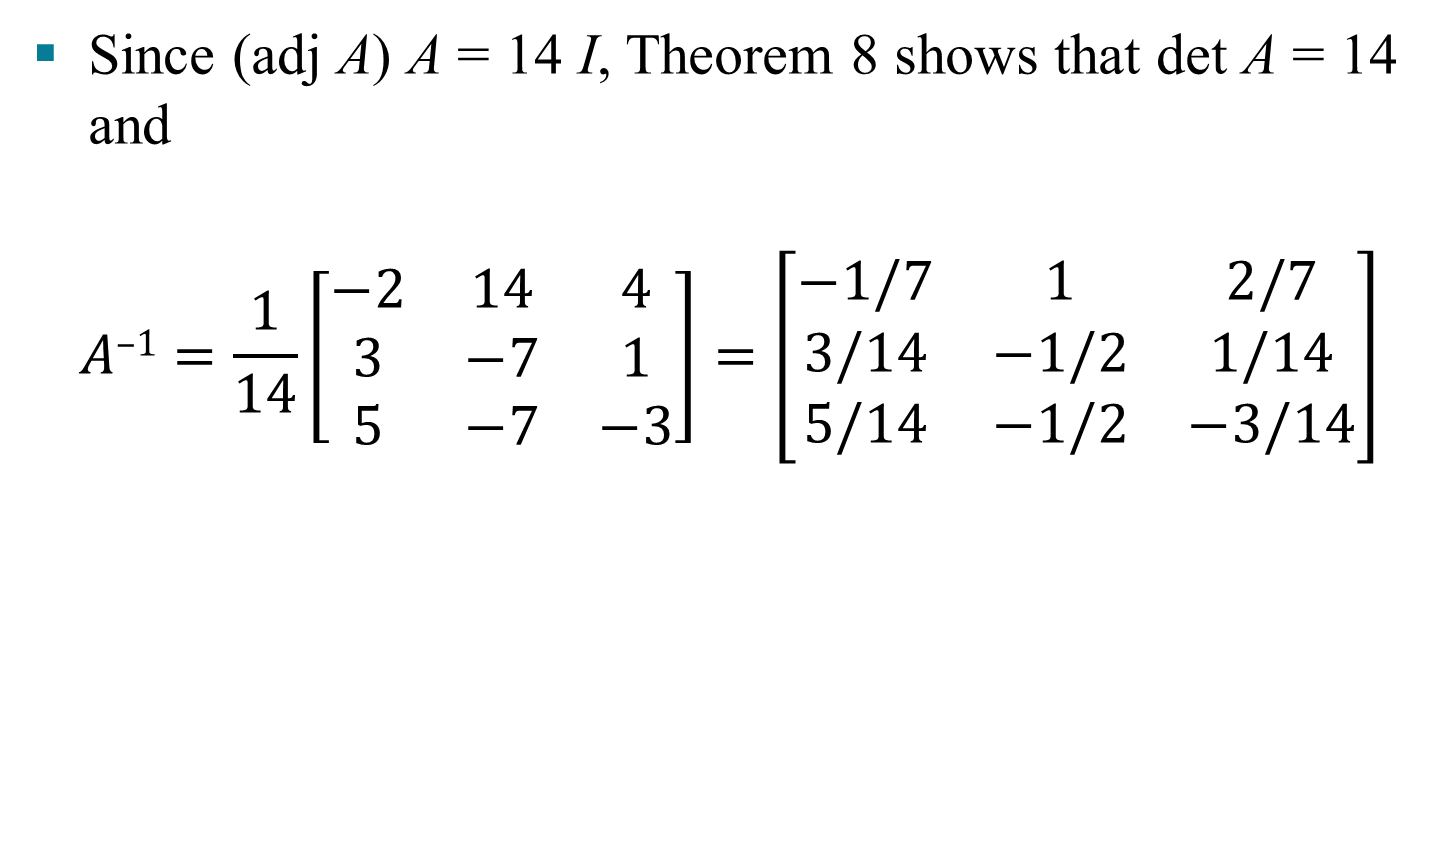 ▪ Since (adj A) A = 14 I, Theorem 8 shows that det A = 14
and
A⁻¹ = 1/14 [−2 14 4; 3 −7 1; 5 −7 −3] = [−1/7 1 2/7; 3/14 −1/2 1/14; 5/14 −1/2 −3/14]